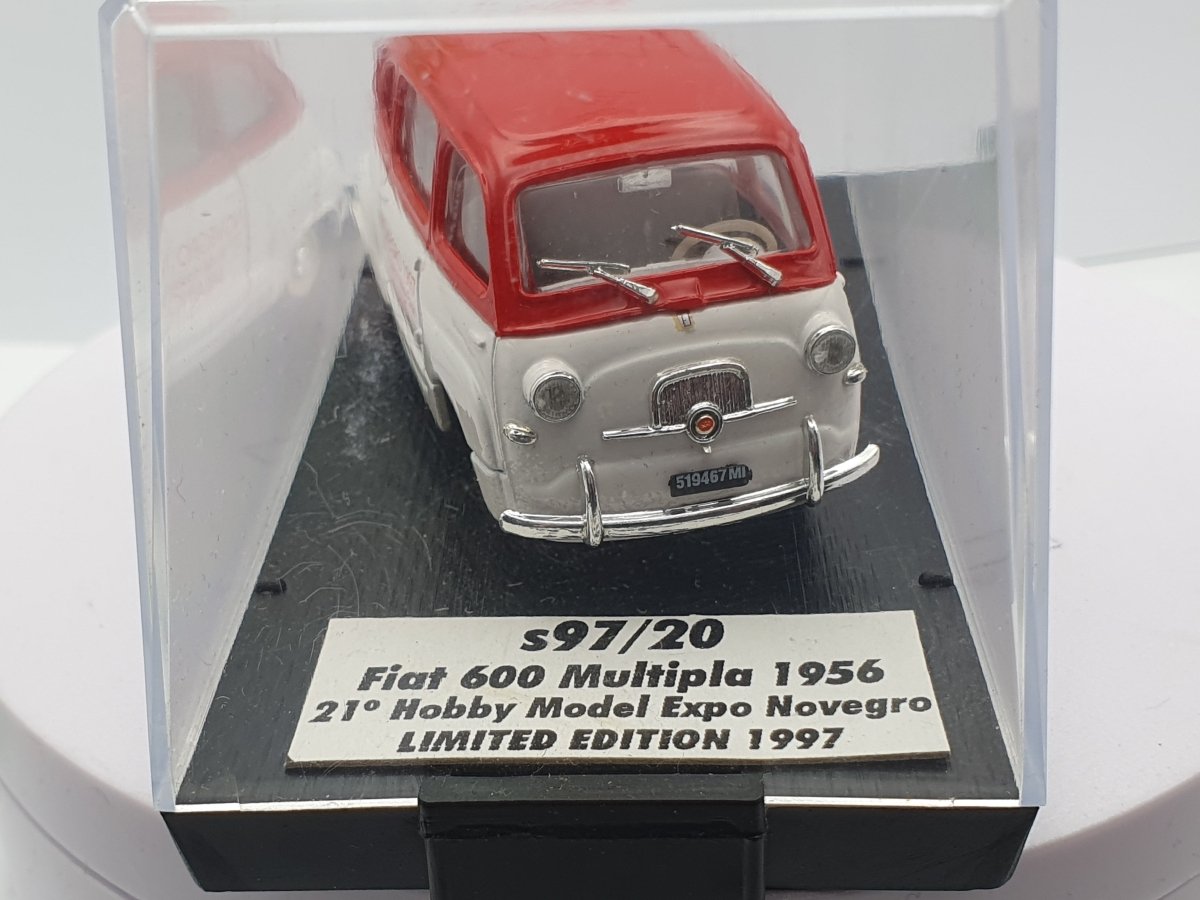 519467 MI
s97/20
Fiat 600 Multipla 1956
21° Hobby Model Expo Novegro
LIMITED EDITION 1997